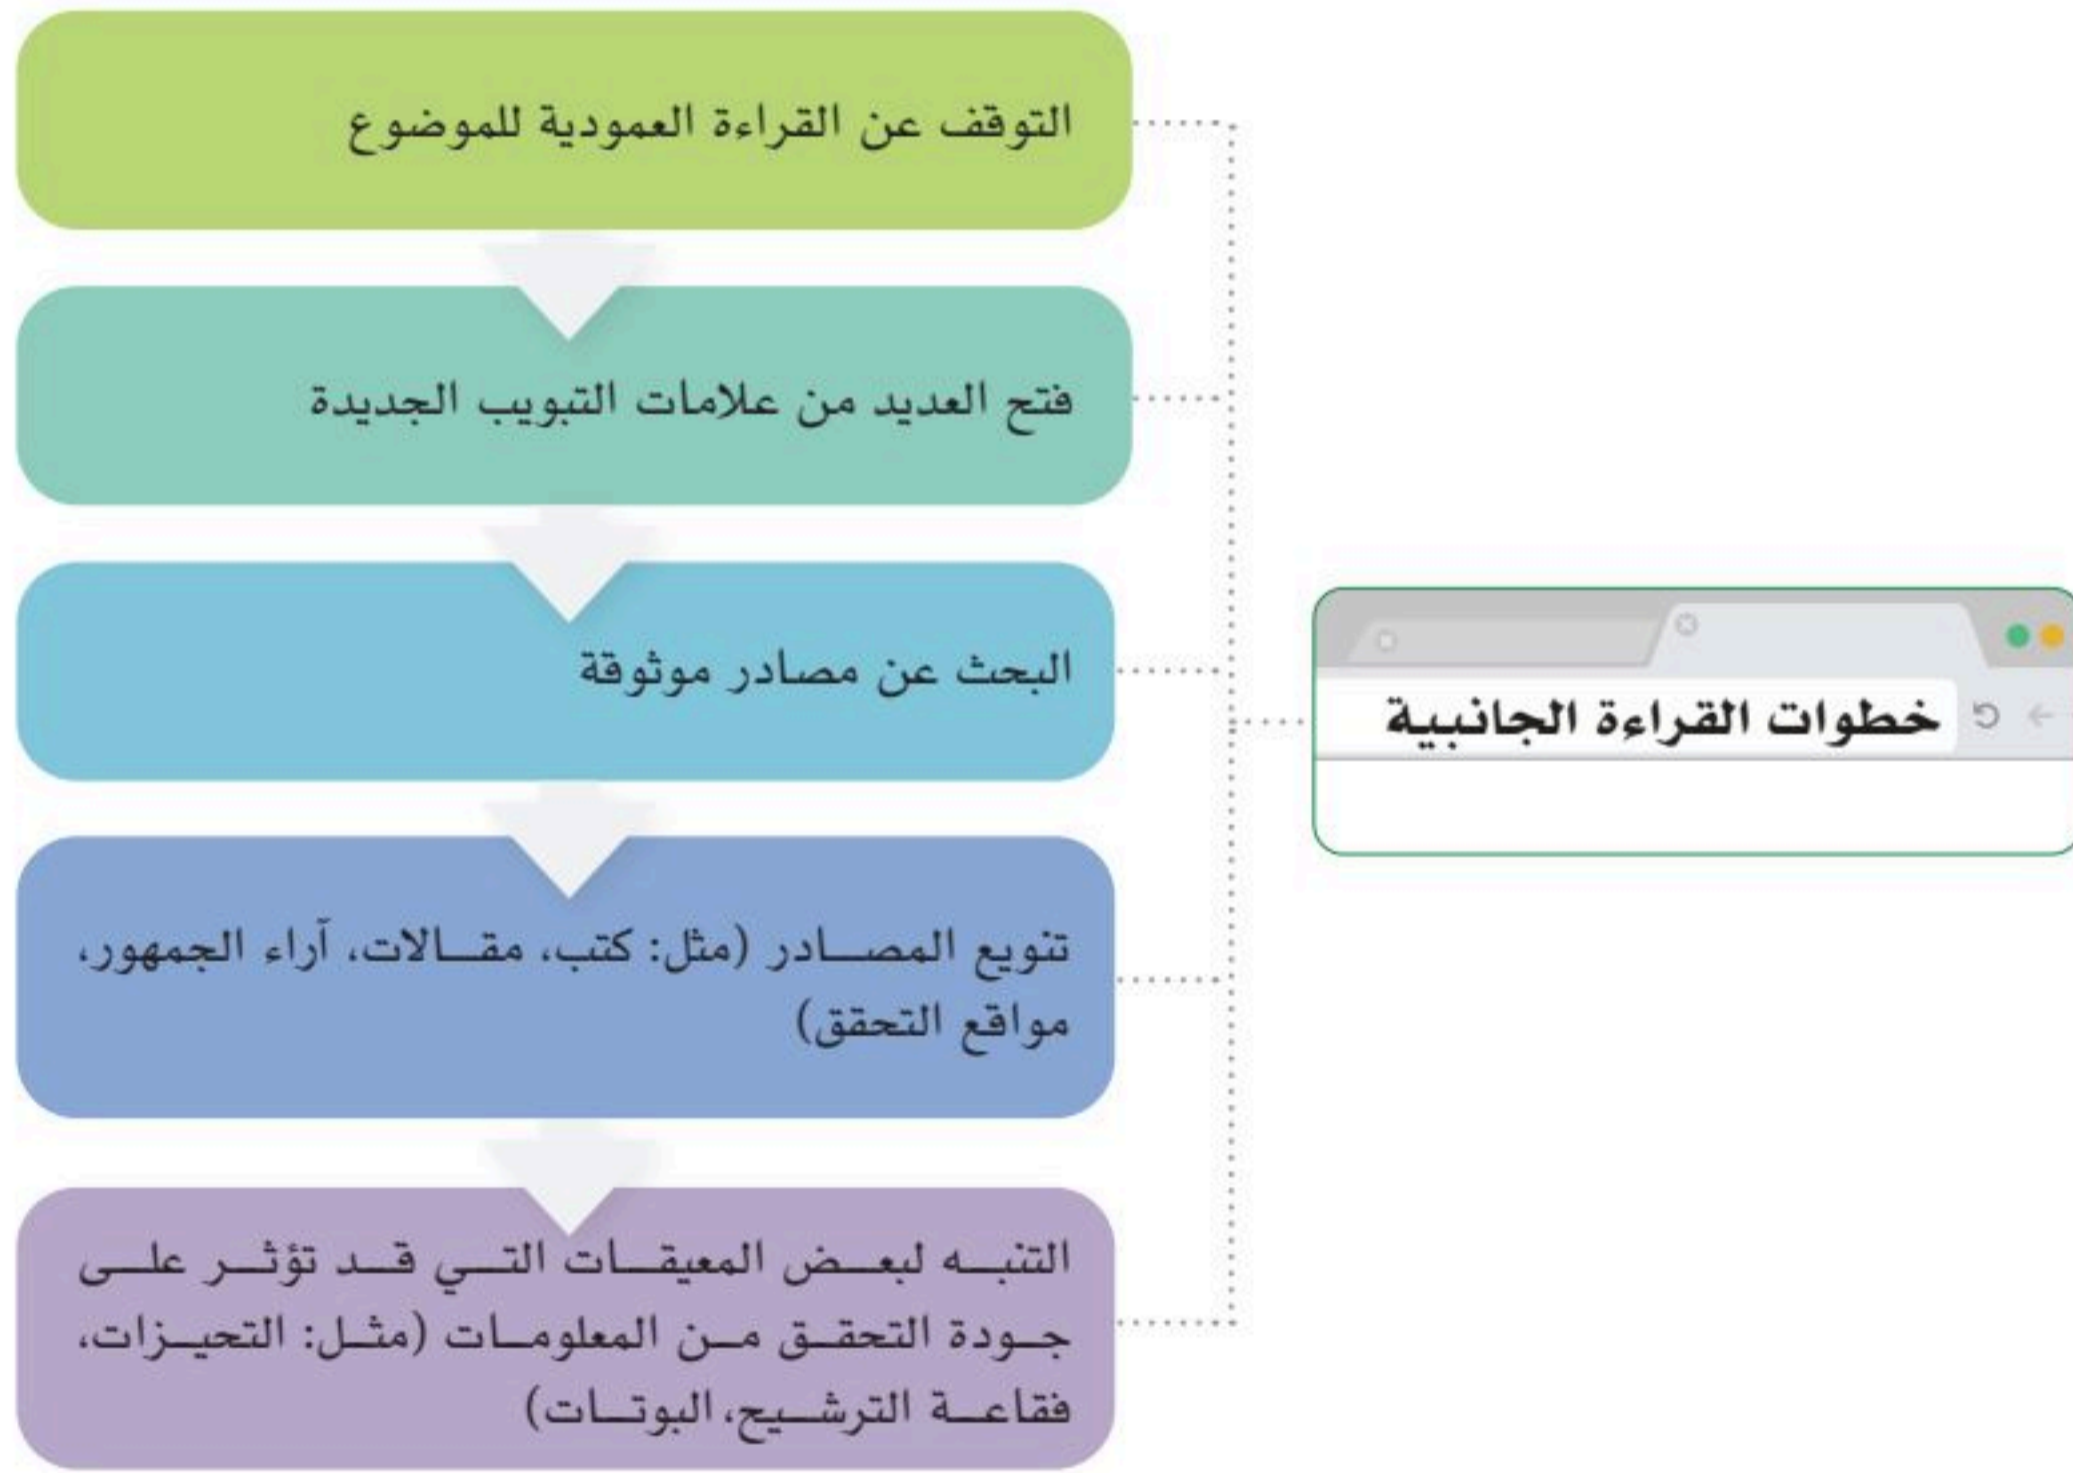 خطوات القراءة الجانبية
التوقف عن القراءة العمودية للموضوع
فتح العديد من علامات التبويب الجديدة
البحث عن مصادر موثوقة
تنويع المصادر (مثل: كتب، مقالات، آراء الجمهور،
مواقع التحقق)
التنبه لبعض المعيقات التي قد تؤثر على
جودة التحقق من المعلومات (مثل: التحيزات،
فقاعة الترشيح، البوتات)